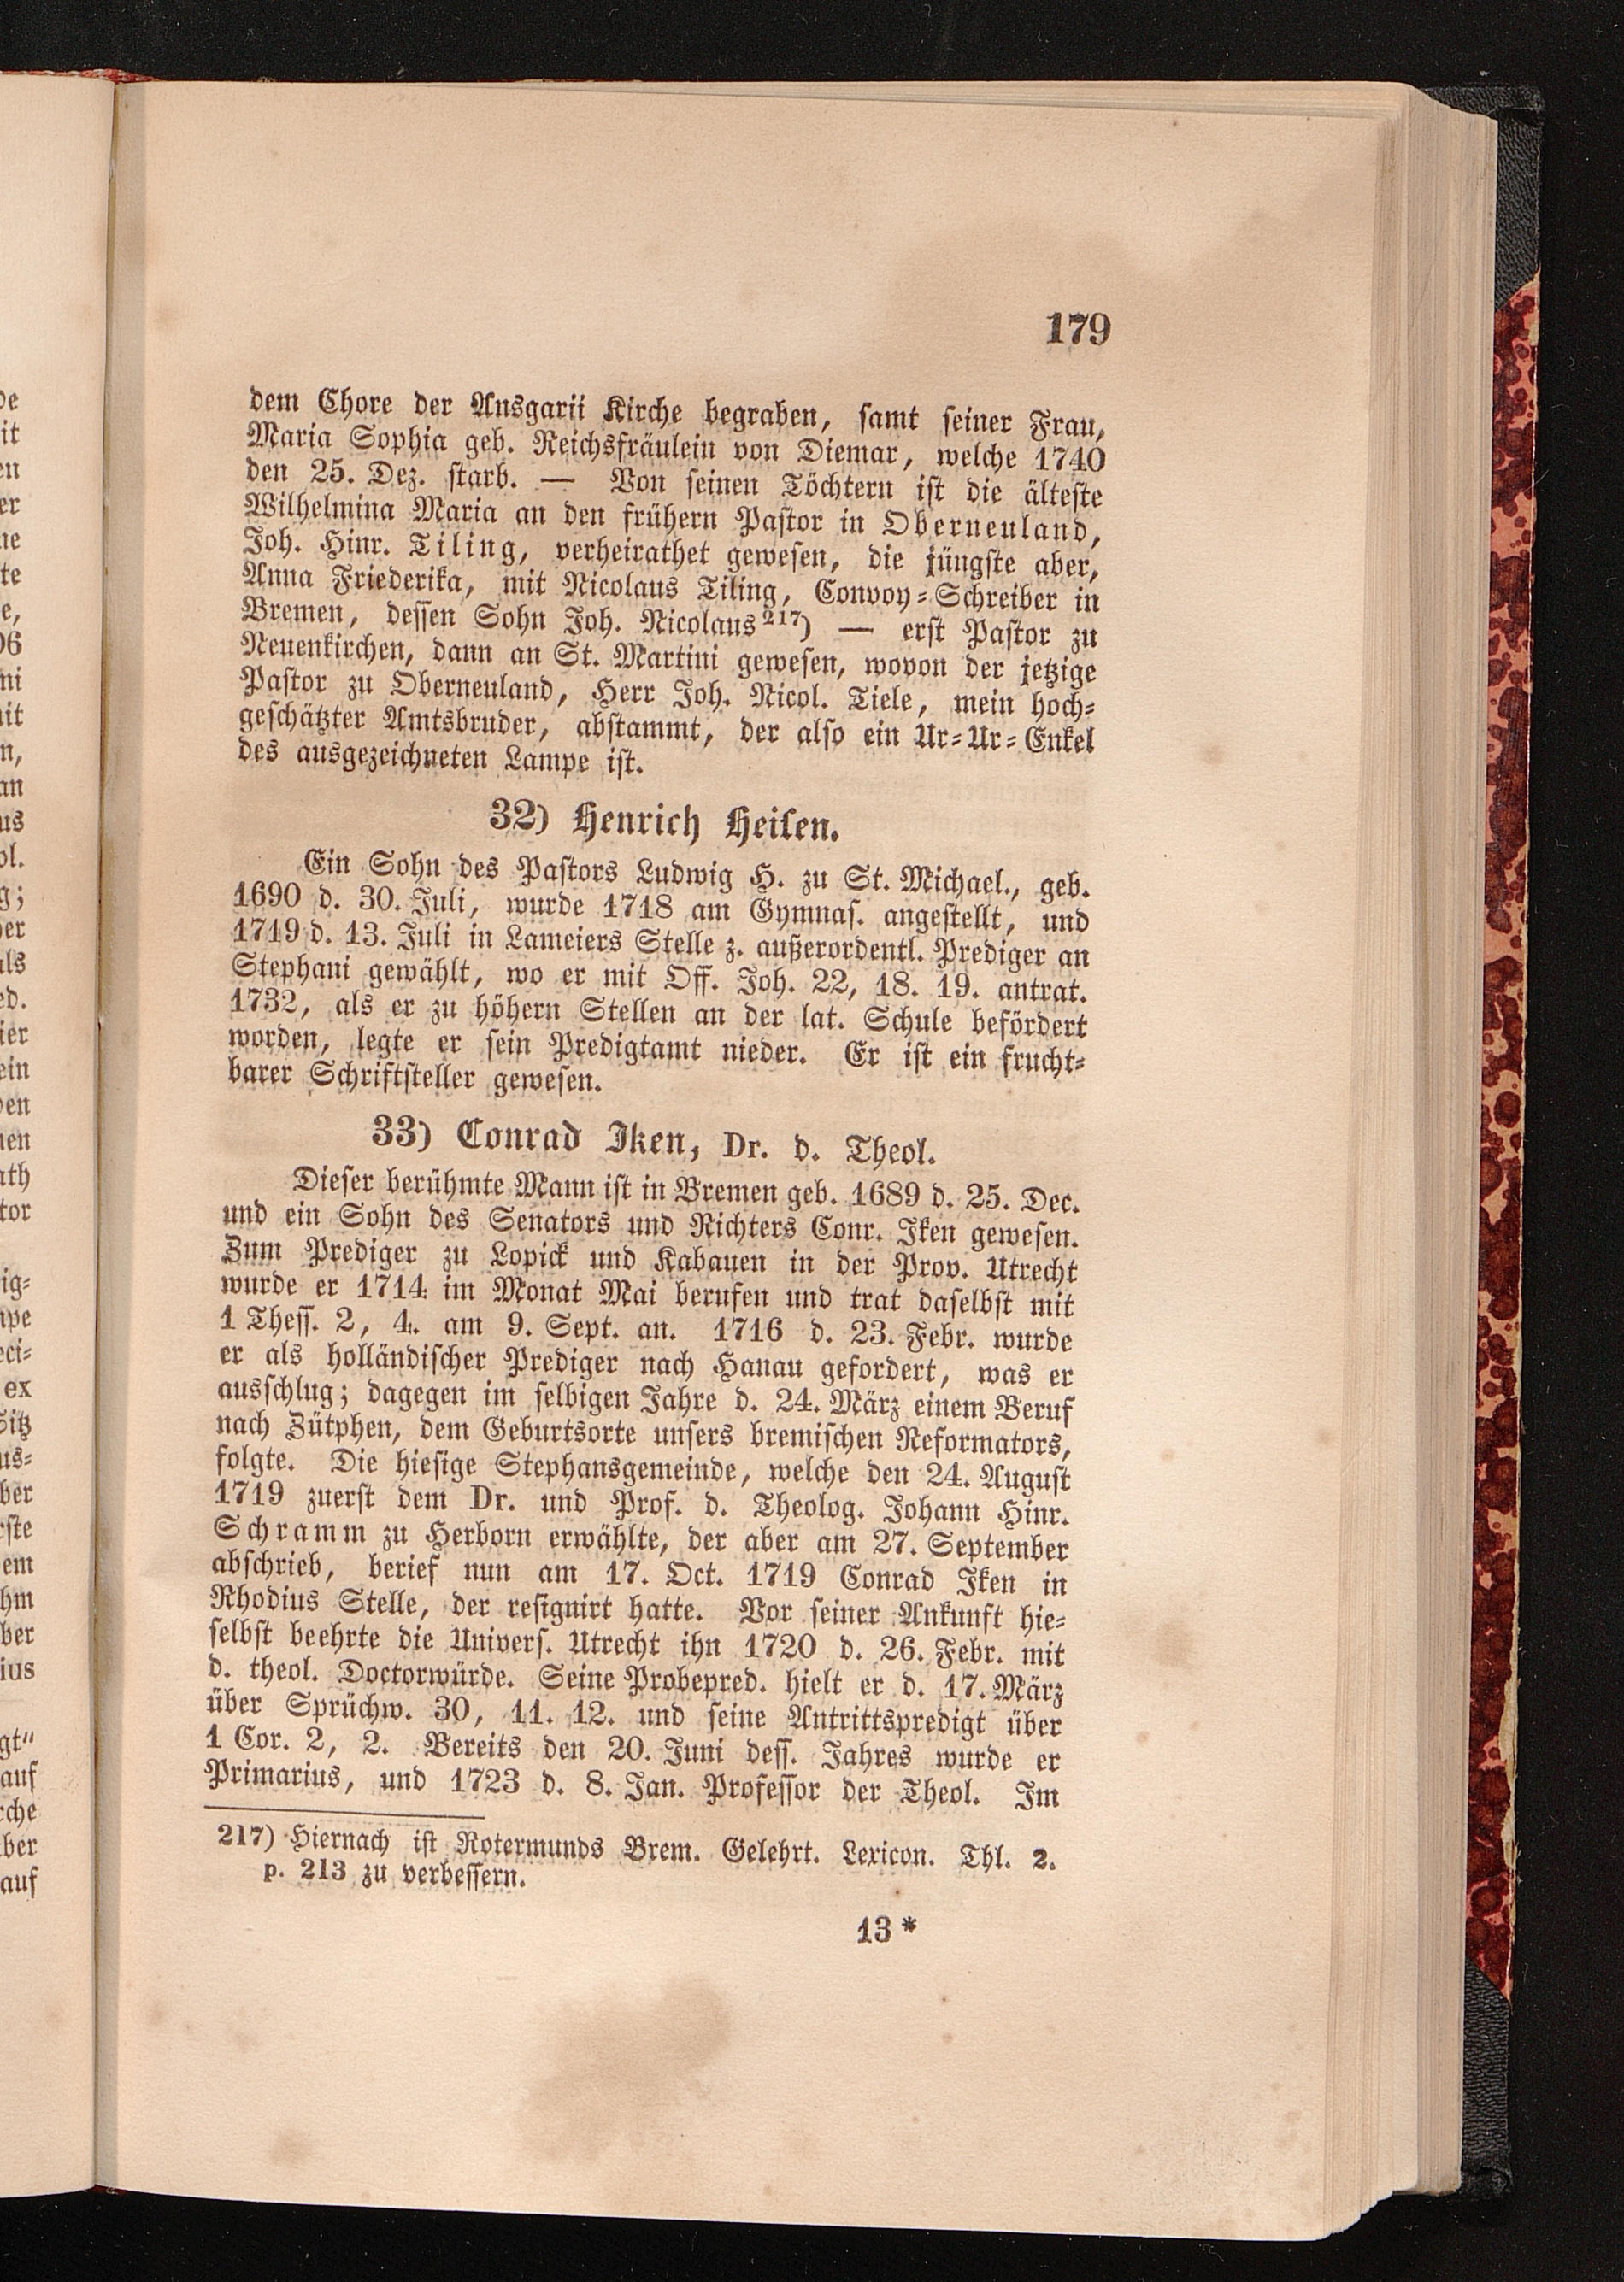 179
dem Chore der Ansgarii Kirche begraben, samt seiner Frau,
Maria Sophia geb. Reichsfräulein von Diemar, welche 1740
den 25. Dez. starb. — Von seinen Töchtern ist die älteste
Wilhelmina Maria an den frühern Pastor in Oberneuland,
Joh. Hinr. Tiling, verheirathet gewesen, die jüngste aber,
Anna Friederika, mit Nicolaus Tiling, Convoy=Schreiber in
Bremen, dessen Sohn Joh. Nicolaus²¹⁷) — erst Pastor zu
Neuenkirchen, dann an St. Martini gewesen, wovon der jetzige
Pastor zu Oberneuland, Herr Joh. Nicol. Tiele, mein hoch=
geschätzter Amtsbruder, abstammt, der also ein Ur=Ur=Enkel
des ausgezeichneten Lampe ist.
32) Henrich Heisen.
Ein Sohn des Pastors Ludwig H. zu St. Michael., geb.
1690 d. 30. Juli, wurde 1718 am Gymnas. angestellt, und
1719 d. 13. Juli in Lameiers Stelle z. außerordentl. Prediger an
Stephani gewählt, wo er mit Off. Joh. 22, 18. 19. antrat.
1732, als er zu höhern Stellen an der lat. Schule befördert
worden, legte er sein Predigtamt nieder. Er ist ein frucht=
barer Schriftsteller gewesen.
33) Conrad Iken, Dr. d. Theol.
Dieser berühmte Mann ist in Bremen geb. 1689 d. 25. Dec.
und ein Sohn des Senators und Richters Conr. Iken gewesen.
Zum Prediger zu Lopick und Kabauen in der Prov. Utrecht
wurde er 1714 im Monat Mai berufen und trat daselbst mit
1 Thess. 2, 4. am 9. Sept. an. 1716 d. 23. Febr. wurde
er als holländischer Prediger nach Hanau gefordert, was er
ausschlug; dagegen im selbigen Jahre d. 24. März einem Beruf
nach Zütphen, dem Geburtsorte unsers bremischen Reformators,
folgte. Die hiesige Stephansgemeinde, welche den 24. August
1719 zuerst dem Dr. und Prof. d. Theolog. Johann Hinr.
Schramm zu Herborn erwählte, der aber am 27. September
abschrieb, berief nun am 17. Oct. 1719 Conrad Iken in
Rhodius Stelle, der resignirt hatte. Vor seiner Ankunft hie=
selbst beehrte die Univers. Utrecht ihn 1720 d. 26. Febr. mit
d. theol. Doctorwürde. Seine Probepred. hielt er d. 17. März
über Sprüchw. 30, 11. 12. und seine Antrittspredigt über
1 Cor. 2, 2. Bereits den 20. Juni dess. Jahres wurde er
Primarius, und 1723 d. 8. Jan. Professor der Theol. Im
217) Hiernach ist Rotermunds Brem. Gelehrt. Lexicon. Thl. 2.
p. 213 zu verbessern.
13*